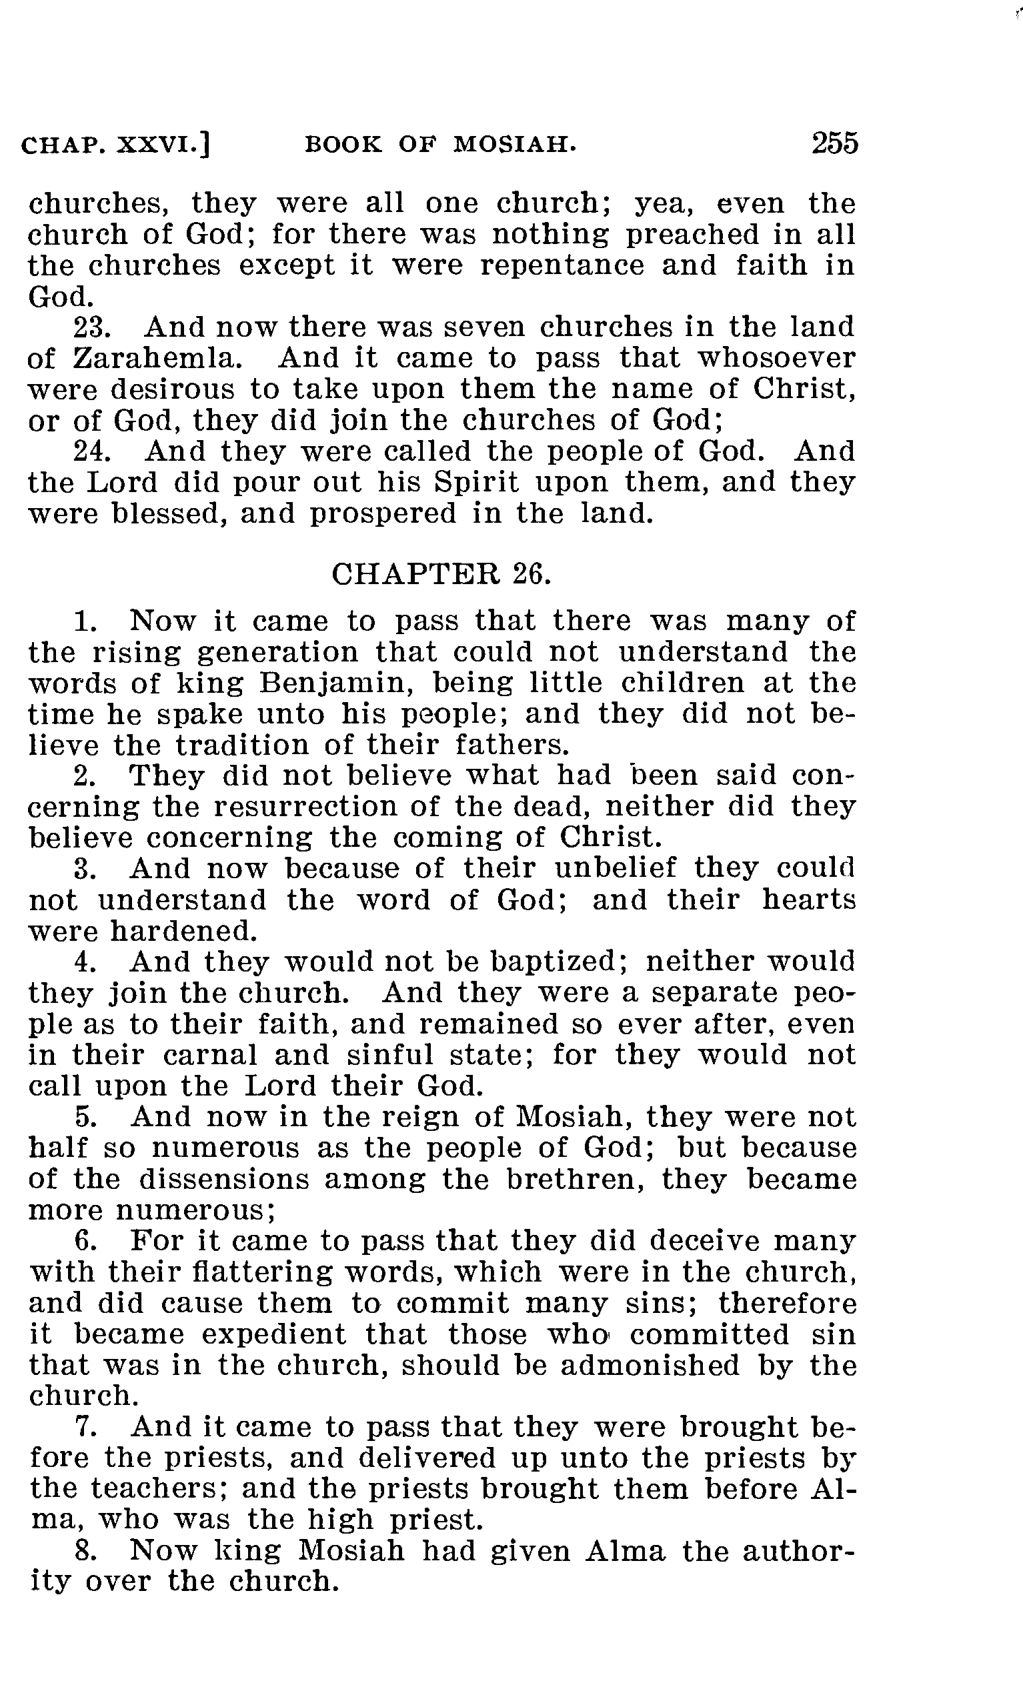 CHAP. XXVI.] BOOK OF MOSIAH. 255
churches, they were all one church; yea, even the
church of God; for there was nothing preached in all
the churches except it were repentance and faith in
God.
23. And now there was seven churches in the land
of Zarahemla. And it came to pass that whosoever
were desirous to take upon them the name of Christ,
or of God, they did join the churches of God;
24. And they were called the people of God. And
the Lord did pour out his Spirit upon them, and they
were blessed, and prospered in the land.
CHAPTER 26.
1. Now it came to pass that there was many of
the rising generation that could not understand the
words of king Benjamin, being little children at the
time he spake unto his people; and they did not be-
lieve the tradition of their fathers.
2. They did not believe what had been said con-
cerning the resurrection of the dead, neither did they
believe concerning the coming of Christ.
3. And now because of their unbelief they could
not understand the word of God; and their hearts
were hardened.
4. And they would not be baptized; neither would
they join the church. And they were a separate peo-
ple as to their faith, and remained so ever after, even
in their carnal and sinful state; for they would not
call upon the Lord their God.
5. And now in the reign of Mosiah, they were not
half so numerous as the people of God; but because
of the dissensions among the brethren, they became
more numerous;
6. For it came to pass that they did deceive many
with their flattering words, which were in the church,
and did cause them to commit many sins; therefore
it became expedient that those who committed sin
that was in the church, should be admonished by the
church.
7. And it came to pass that they were brought be-
fore the priests, and delivered up unto the priests by
the teachers; and the priests brought them before Al-
ma, who was the high priest.
8. Now king Mosiah had given Alma the author-
ity over the church.